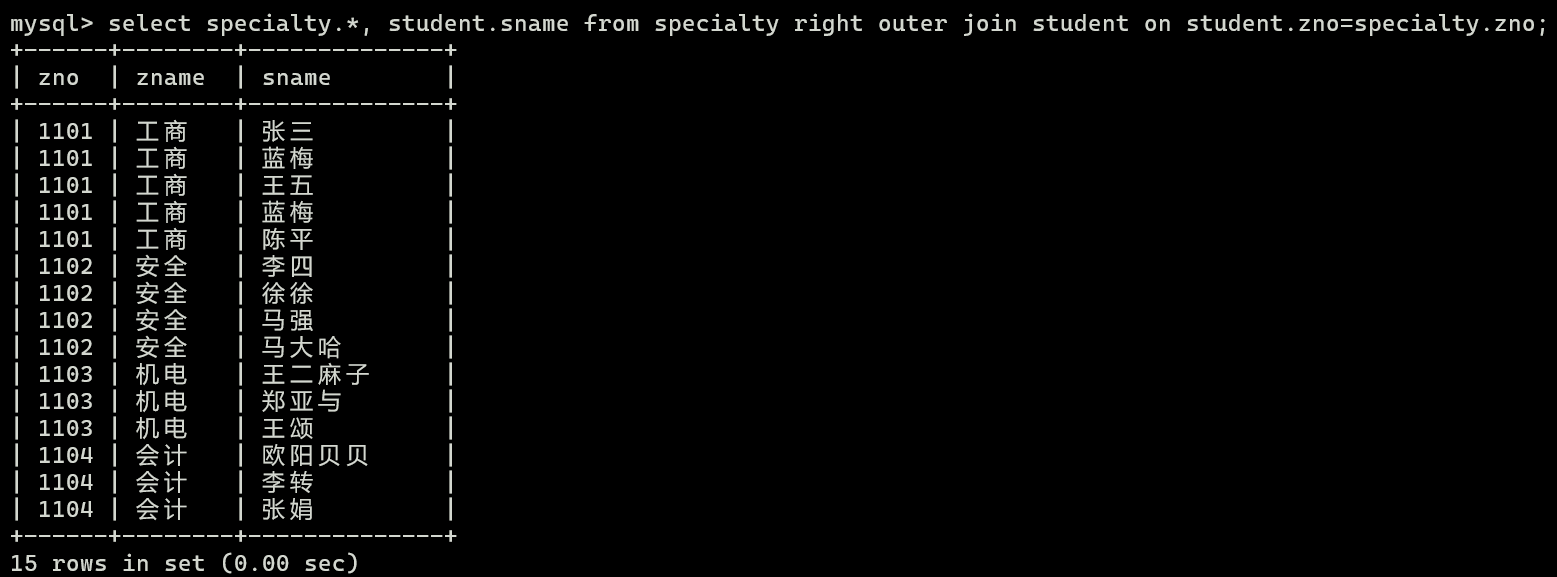 mysql> select specialty.*, student.sname from specialty right outer join student on student.zno=specialty.zno;
+------+--------+--------------+
| zno  | zname  | sname        |
+------+--------+--------------+
| 1101 | 工商   | 张三         |
| 1101 | 工商   | 蓝梅         |
| 1101 | 工商   | 王五         |
| 1101 | 工商   | 蓝梅         |
| 1101 | 工商   | 陈平         |
| 1102 | 安全   | 李四         |
| 1102 | 安全   | 徐徐         |
| 1102 | 安全   | 马强         |
| 1102 | 安全   | 马大哈       |
| 1103 | 机电   | 王二麻子     |
| 1103 | 机电   | 郑亚与       |
| 1103 | 机电   | 王颂         |
| 1104 | 会计   | 欧阳贝贝     |
| 1104 | 会计   | 李转         |
| 1104 | 会计   | 张娟         |
+------+--------+--------------+
15 rows in set (0.00 sec)